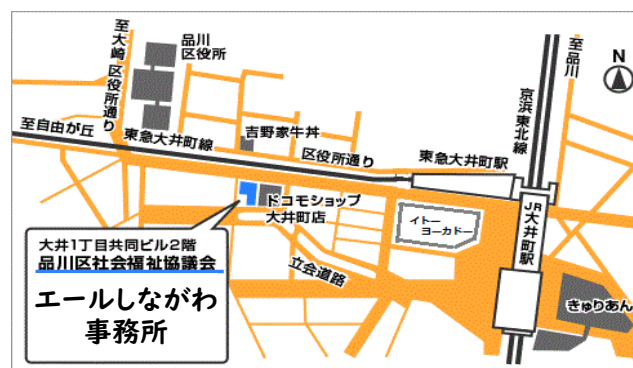 至大崎
区役所通り
品川
区役所
至品川
N
京浜東北線
至自由が丘
東急大井町線
吉野家牛丼
区役所通り
東急大井町駅
ドコモショップ
大井町店
イトー
ヨーカドー
JR大井町駅
立会道路
きゅりあん
大井1丁目共同ビル2階
品川区社会福祉協議会
エールしながわ
事務所